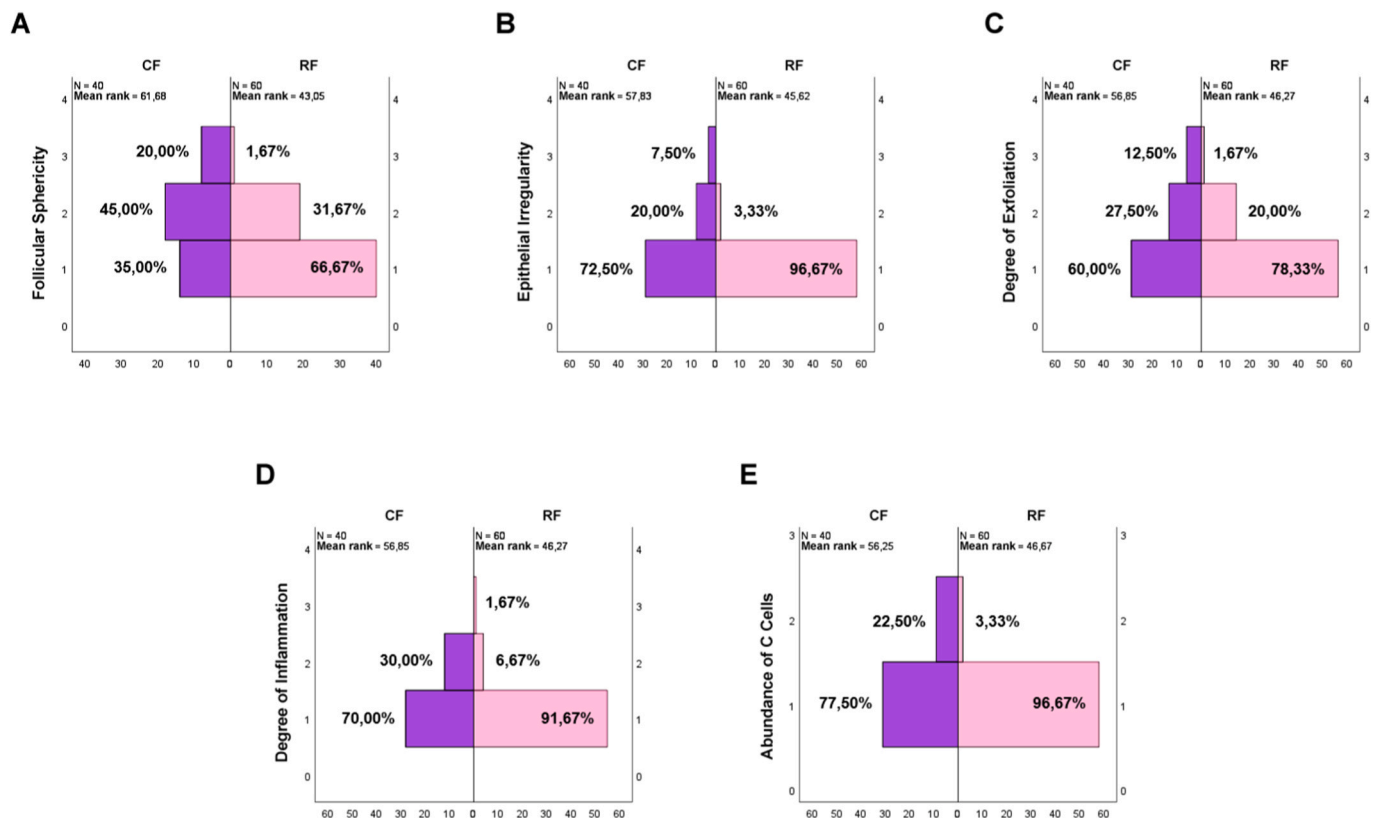 A
CF RF
N = 40 N = 60
Mean rank = 61,68 Mean rank = 43,05
Follicular Sphericity
4 4
3 20,00% 1,67% 3
2 45,00% 31,67% 2
1 35,00% 66,67% 1
0 0
40 30 20 10 0 10 20 30 40
B
CF RF
N = 40 N = 60
Mean rank = 57,83 Mean rank = 45,62
Epithelial Irregularity
4 4
3 7,50% 3
2 20,00% 3,33% 2
1 72,50% 96,67% 1
0 0
60 50 40 30 20 10 0 10 20 30 40 50 60
C
CF RF
N = 40 N = 60
Mean rank = 56,85 Mean rank = 46,27
Degree of Exfoliation
4 4
3 12,50% 1,67% 3
2 27,50% 20,00% 2
1 60,00% 78,33% 1
0 0
60 50 40 30 20 10 0 10 20 30 40 50 60
D
CF RF
N = 40 N = 60
Mean rank = 56,85 Mean rank = 46,27
Degree of Inflammation
4 4
3 1,67% 3
2 30,00% 6,67% 2
1 70,00% 91,67% 1
0 0
60 50 40 30 20 10 0 10 20 30 40 50 60
E
CF RF
N = 40 N = 60
Mean rank = 56,25 Mean rank = 46,67
Abundance of C Cells
3 3
2 22,50% 3,33% 2
1 77,50% 96,67% 1
0 0
60 50 40 30 20 10 0 10 20 30 40 50 60